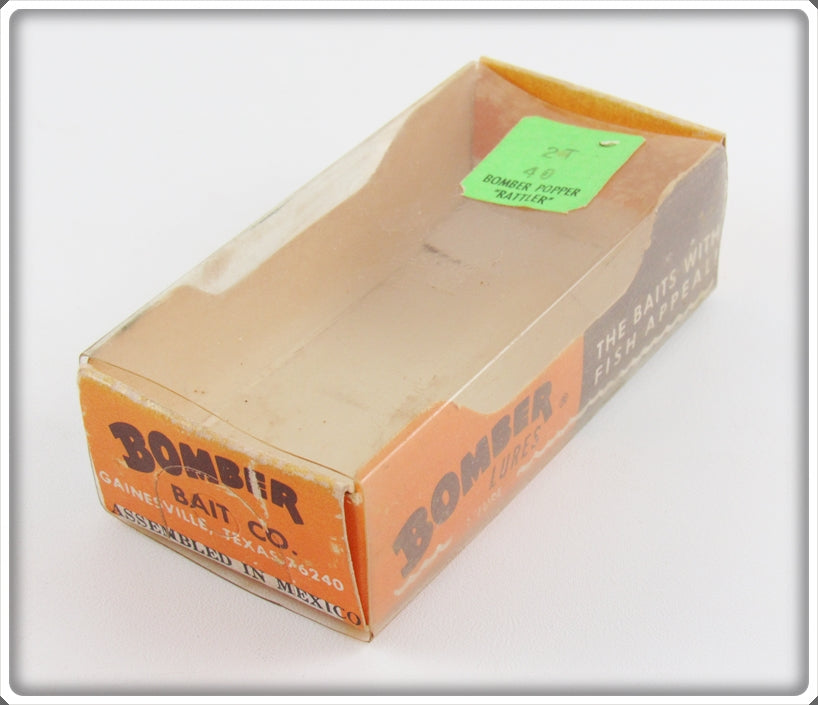 2T
40
BOMBER POPPER
"RATTLER"
BOMBER
BAIT CO.
GAINESVILLE, TEXAS 76240
ASSEMBLED IN MEXICO
BOMBER®
LURES
THE BAITS WITH
FISH APPEAL